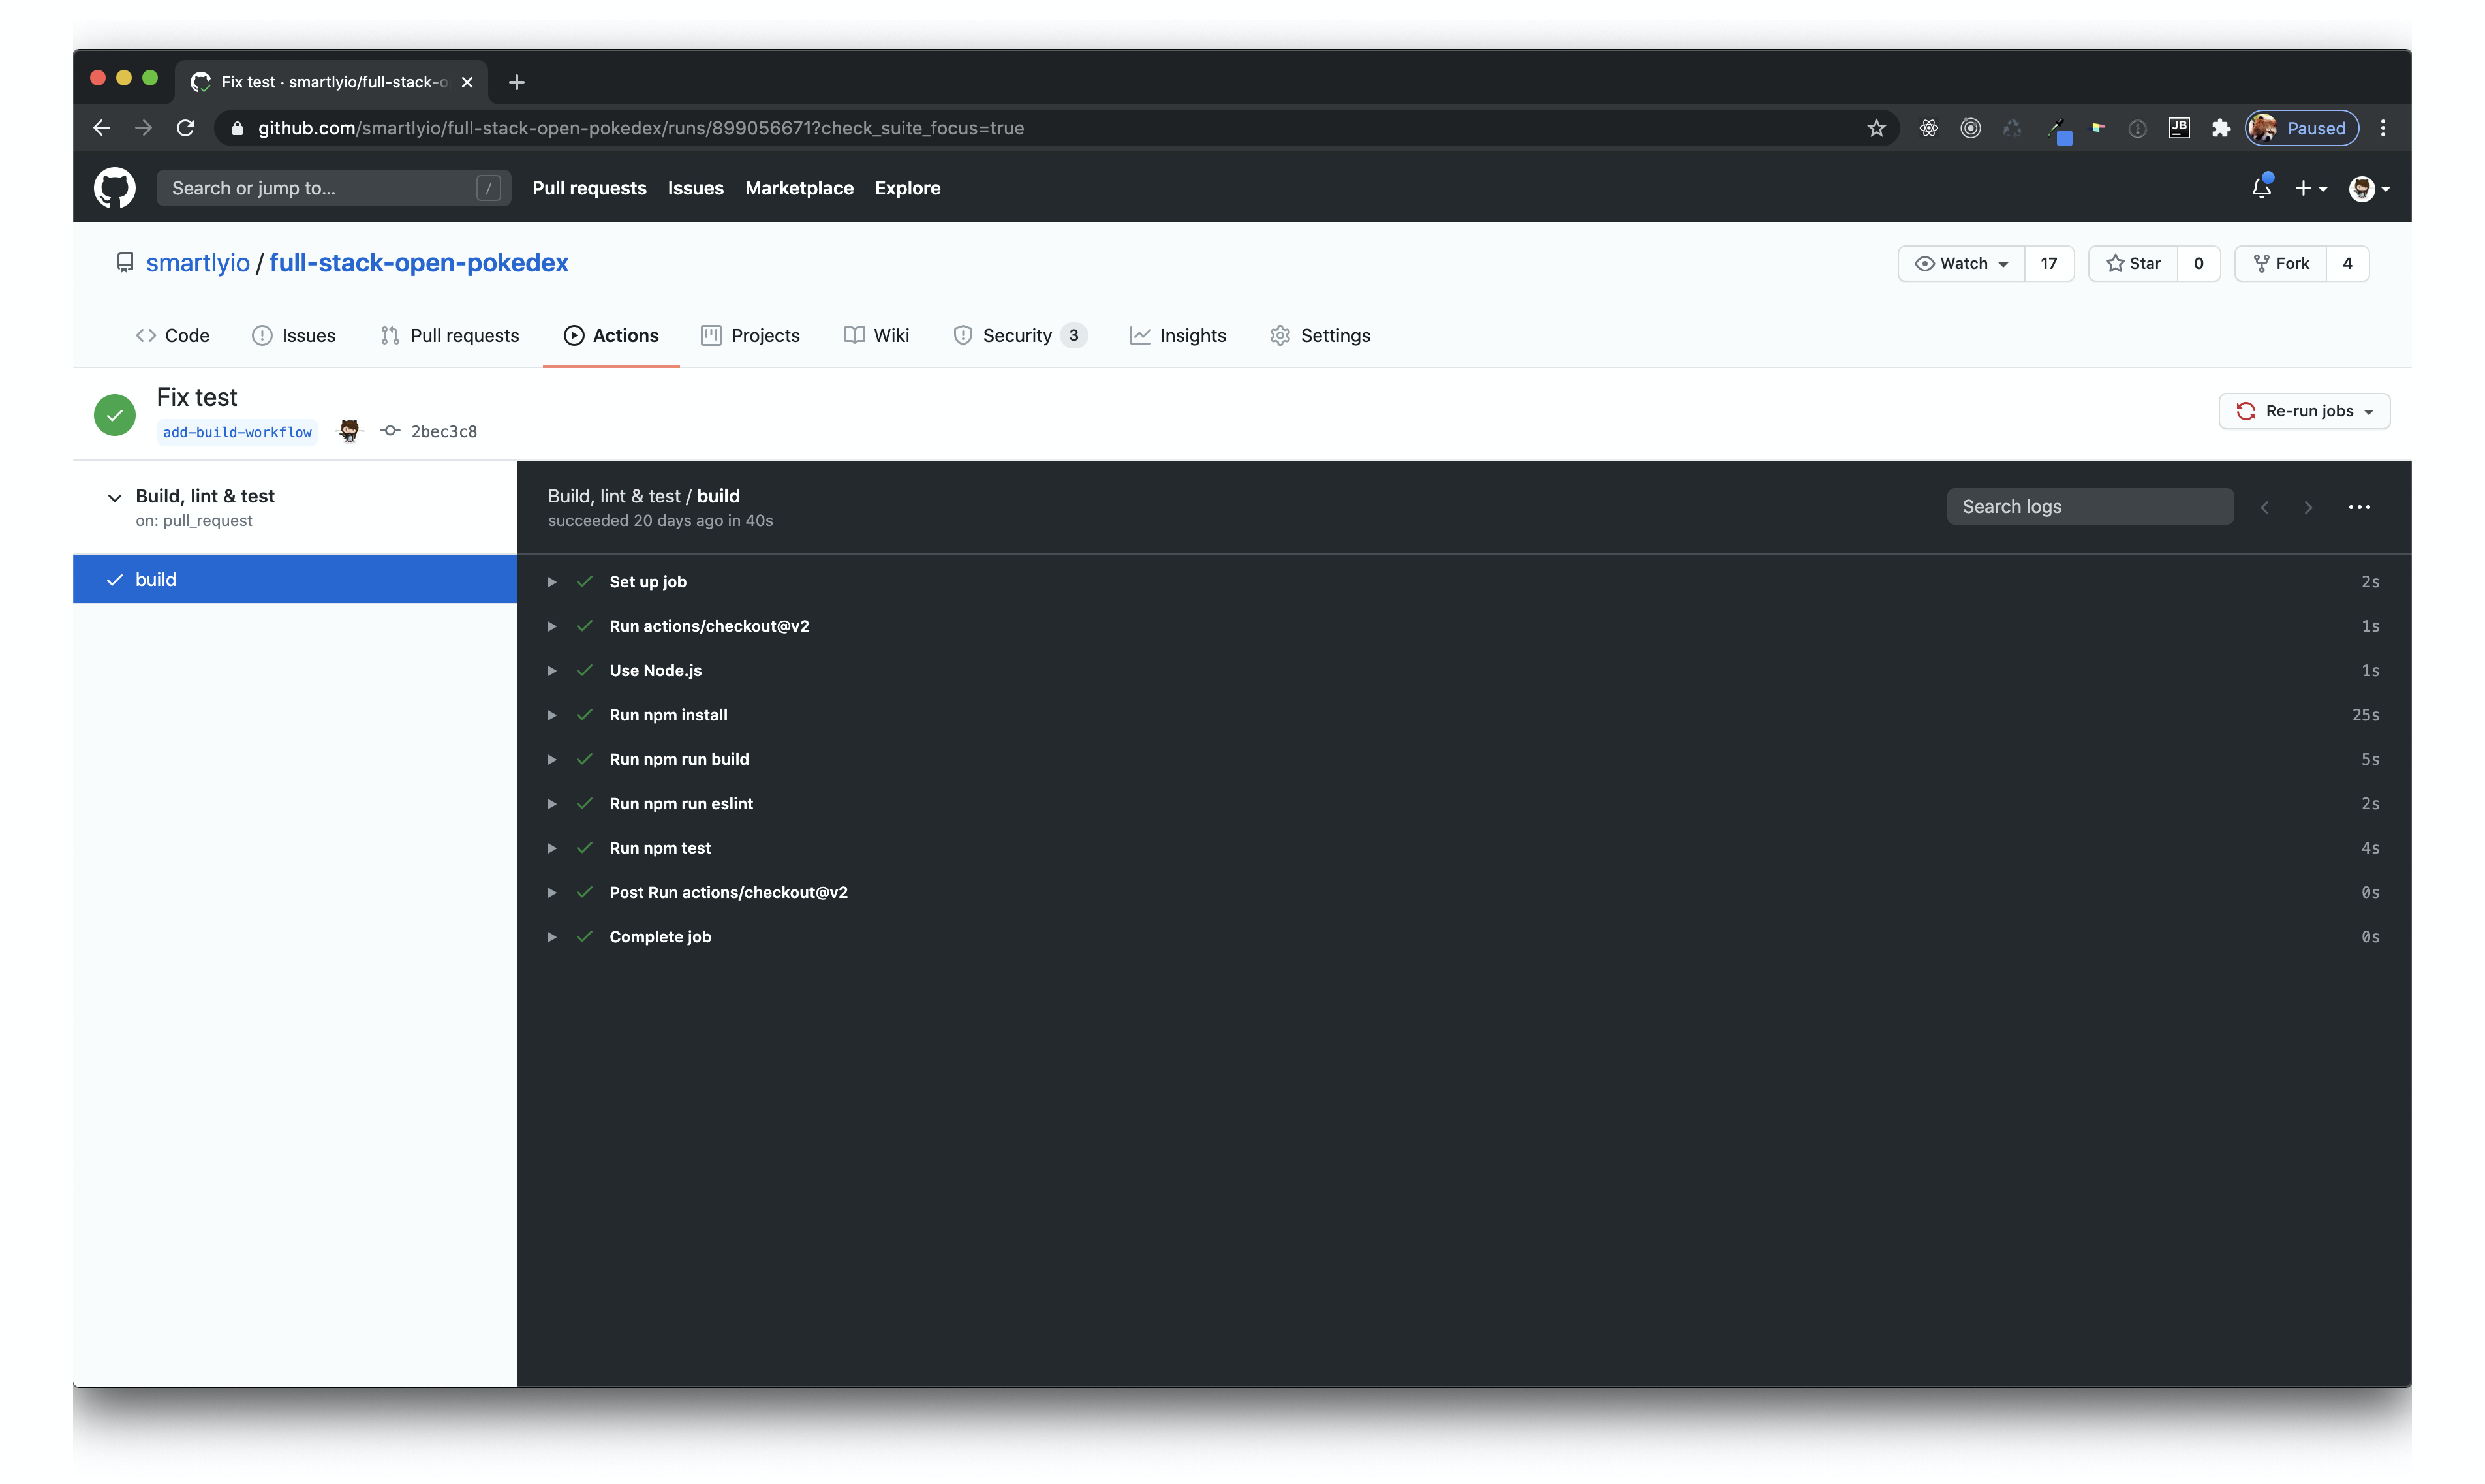 Fix test · smartlyio/full-stack-o
github.com/smartlyio/full-stack-open-pokedex/runs/899056671?check_suite_focus=true
JB
Paused
Search or jump to...
/
Pull requests
Issues
Marketplace
Explore
smartlyio / full-stack-open-pokedex
Watch
17
Star
0
Fork
4
Code
Issues
Pull requests
Actions
Projects
Wiki
Security 3
Insights
Settings
Fix test
add-build-workflow
2bec3c8
Re-run jobs
Build, lint & test
on: pull_request
build
Build, lint & test / build
succeeded 20 days ago in 40s
Search logs
Set up job 2s
Run actions/checkout@v2 1s
Use Node.js 1s
Run npm install 25s
Run npm run build 5s
Run npm run eslint 2s
Run npm test 4s
Post Run actions/checkout@v2 0s
Complete job 0s